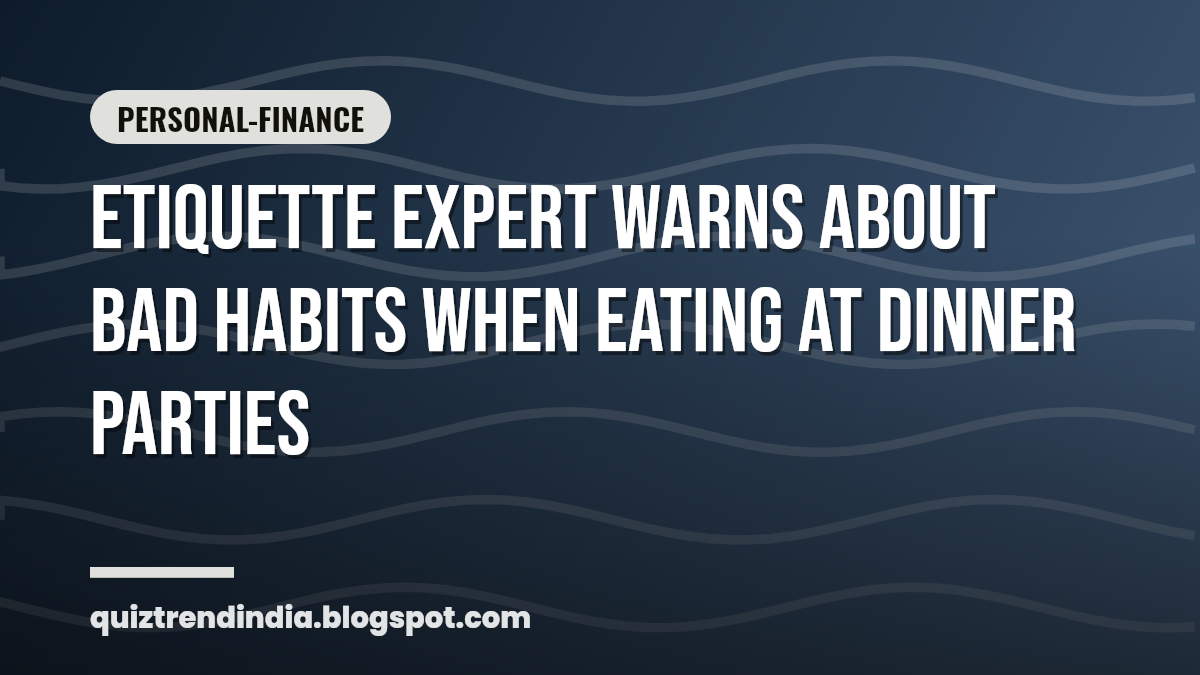 PERSONAL-FINANCE
ETIQUETTE EXPERT WARNS ABOUT
BAD HABITS WHEN EATING AT DINNER
PARTIES
quiztrendindia.blogspot.com